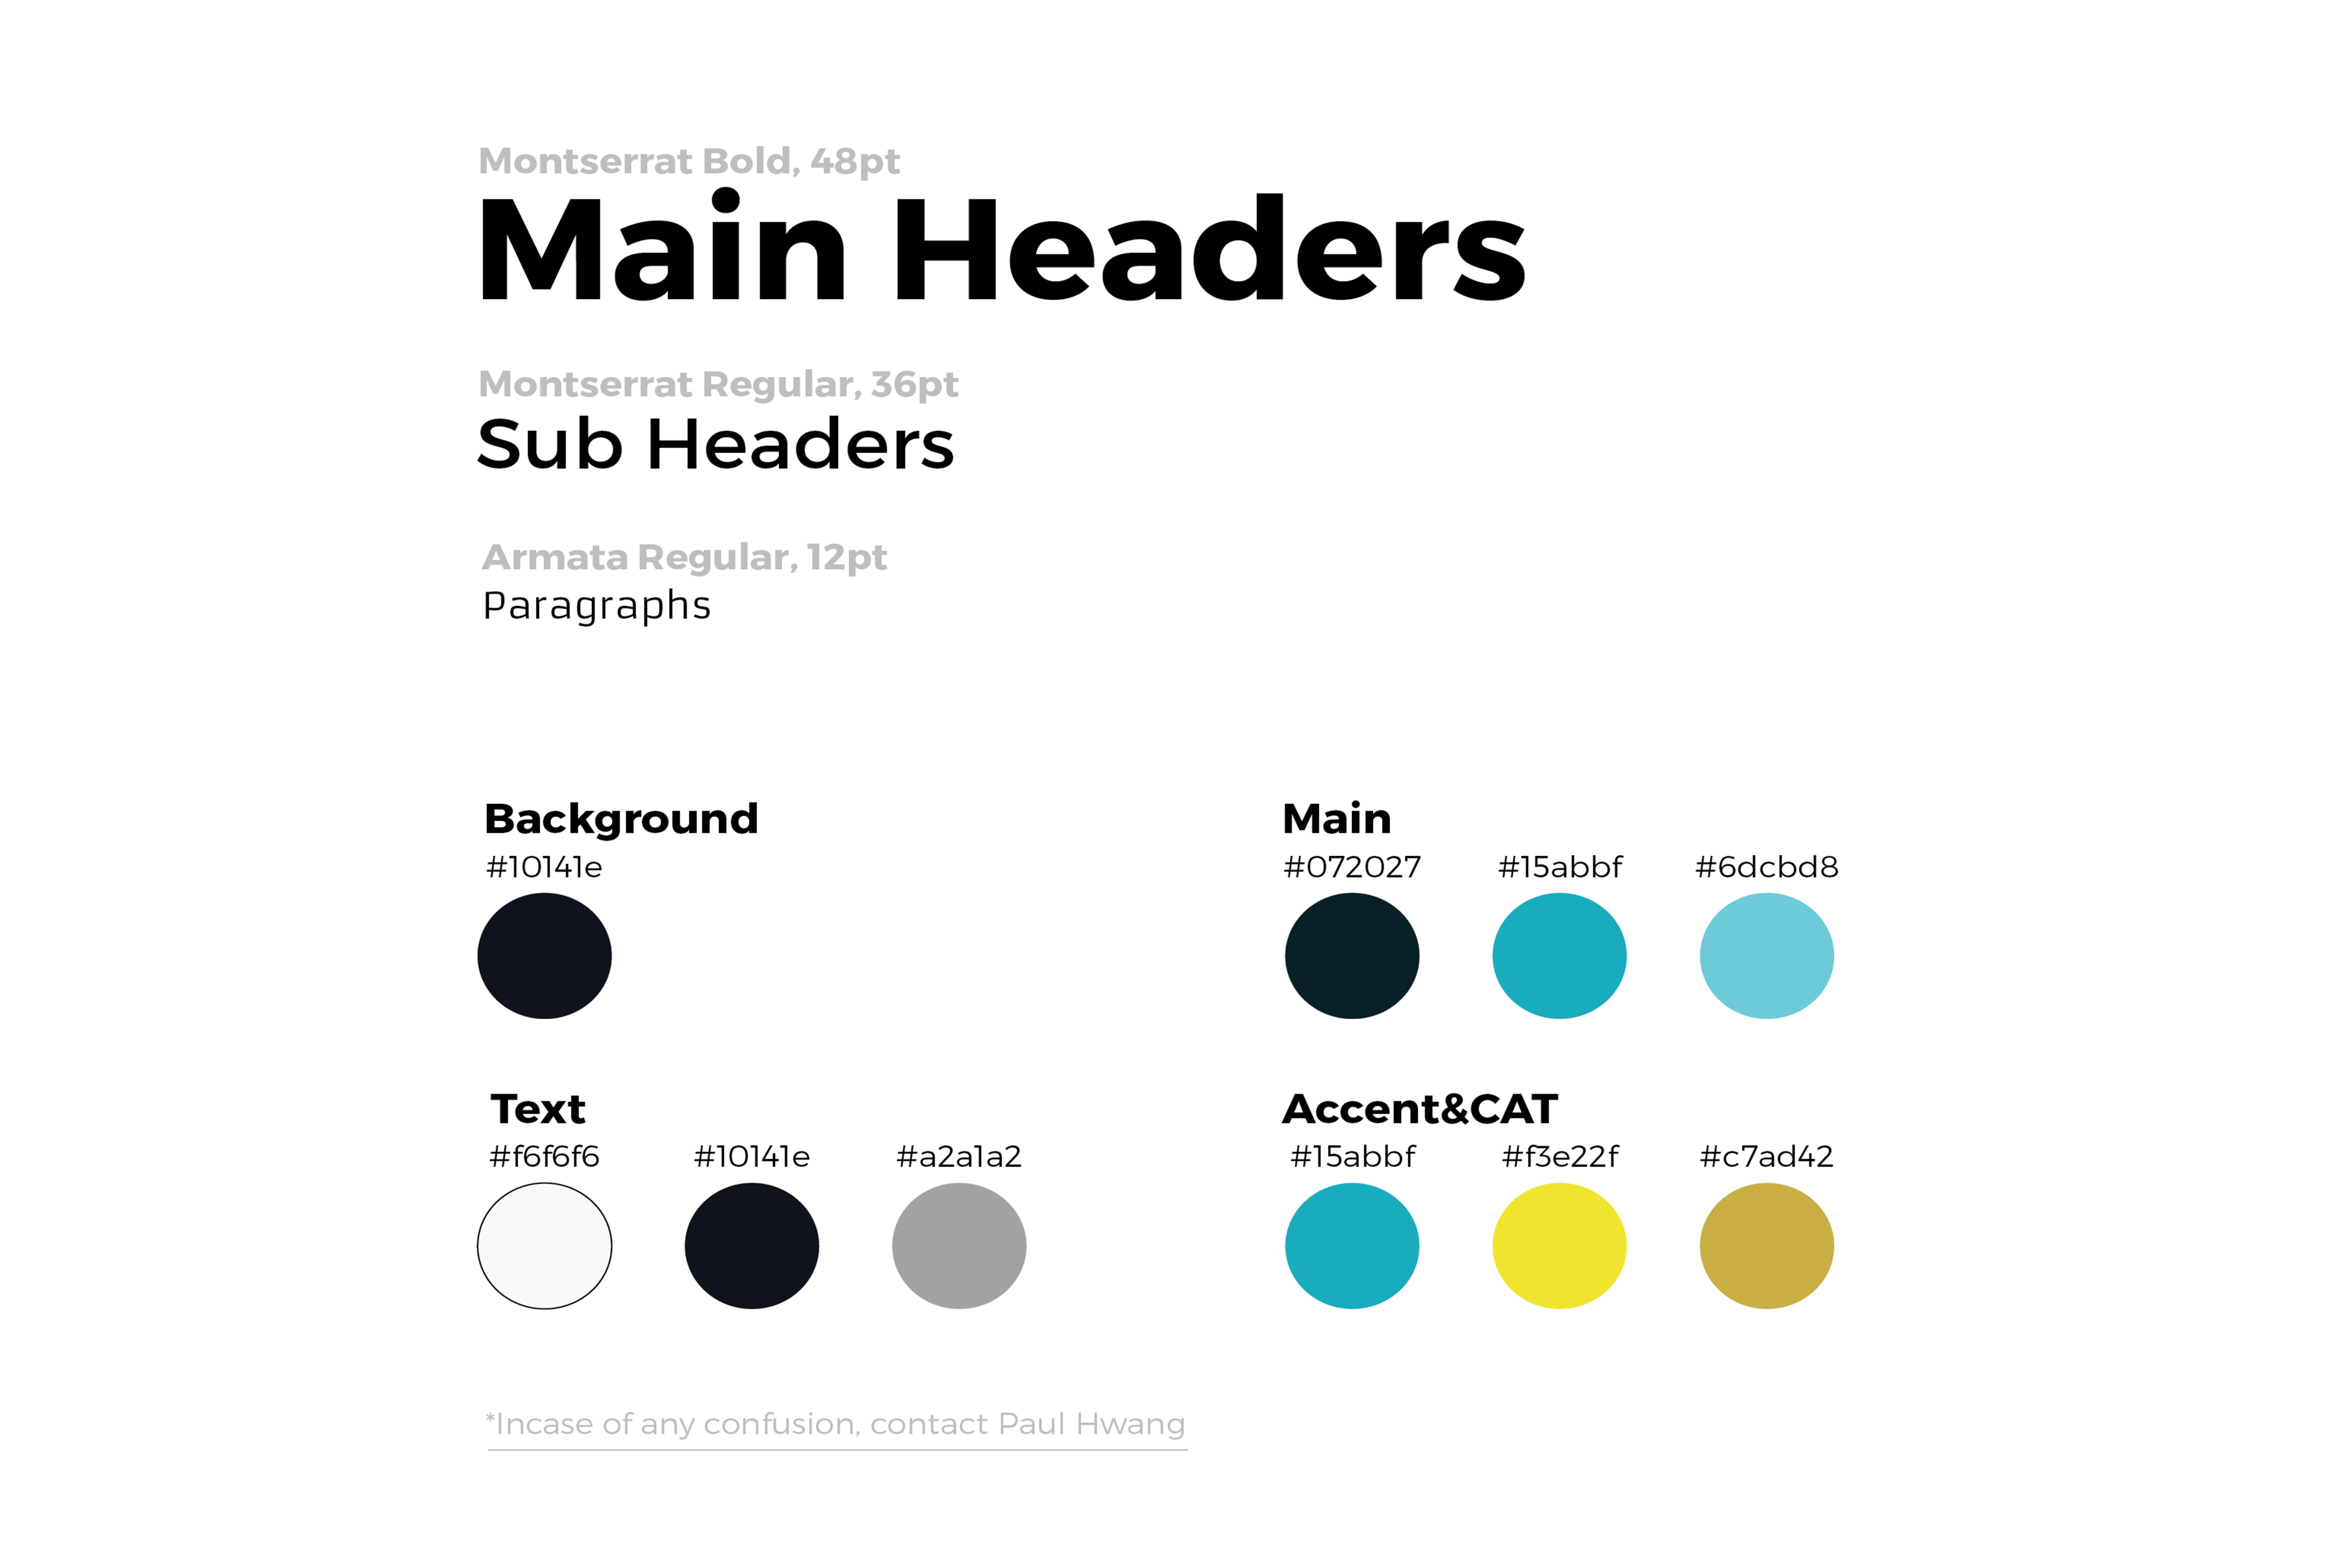 Montserrat Bold, 48pt
Main Headers
Montserrat Regular, 36pt
Sub Headers
Armata Regular, 12pt
Paragraphs
Background
#10141e
Main
#072027 #15abbf #6dcbd8
Text
#f6f6f6 #10141e #a2a1a2
Accent&CAT
#15abbf #f3e22f #c7ad42
*Incase of any confusion, contact Paul Hwang